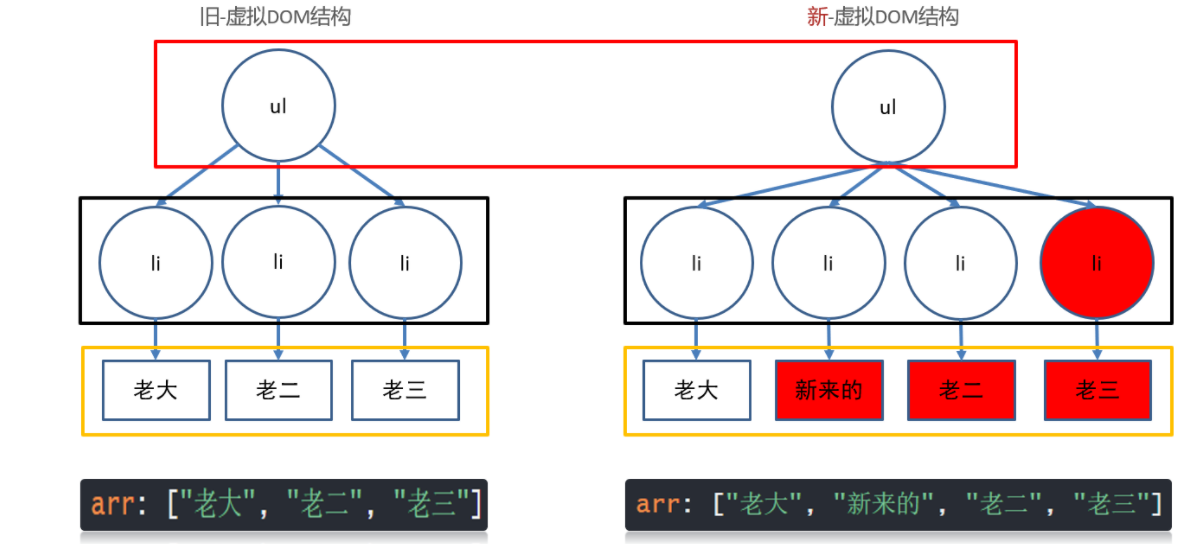 旧-虚拟DOM结构 新-虚拟DOM结构
ul ul
li li li li li li li
老大 老二 老三 老大 新来的 老二 老三
arr: ["老大", "老二", "老三"] arr: ["老大", "新来的", "老二", "老三"]